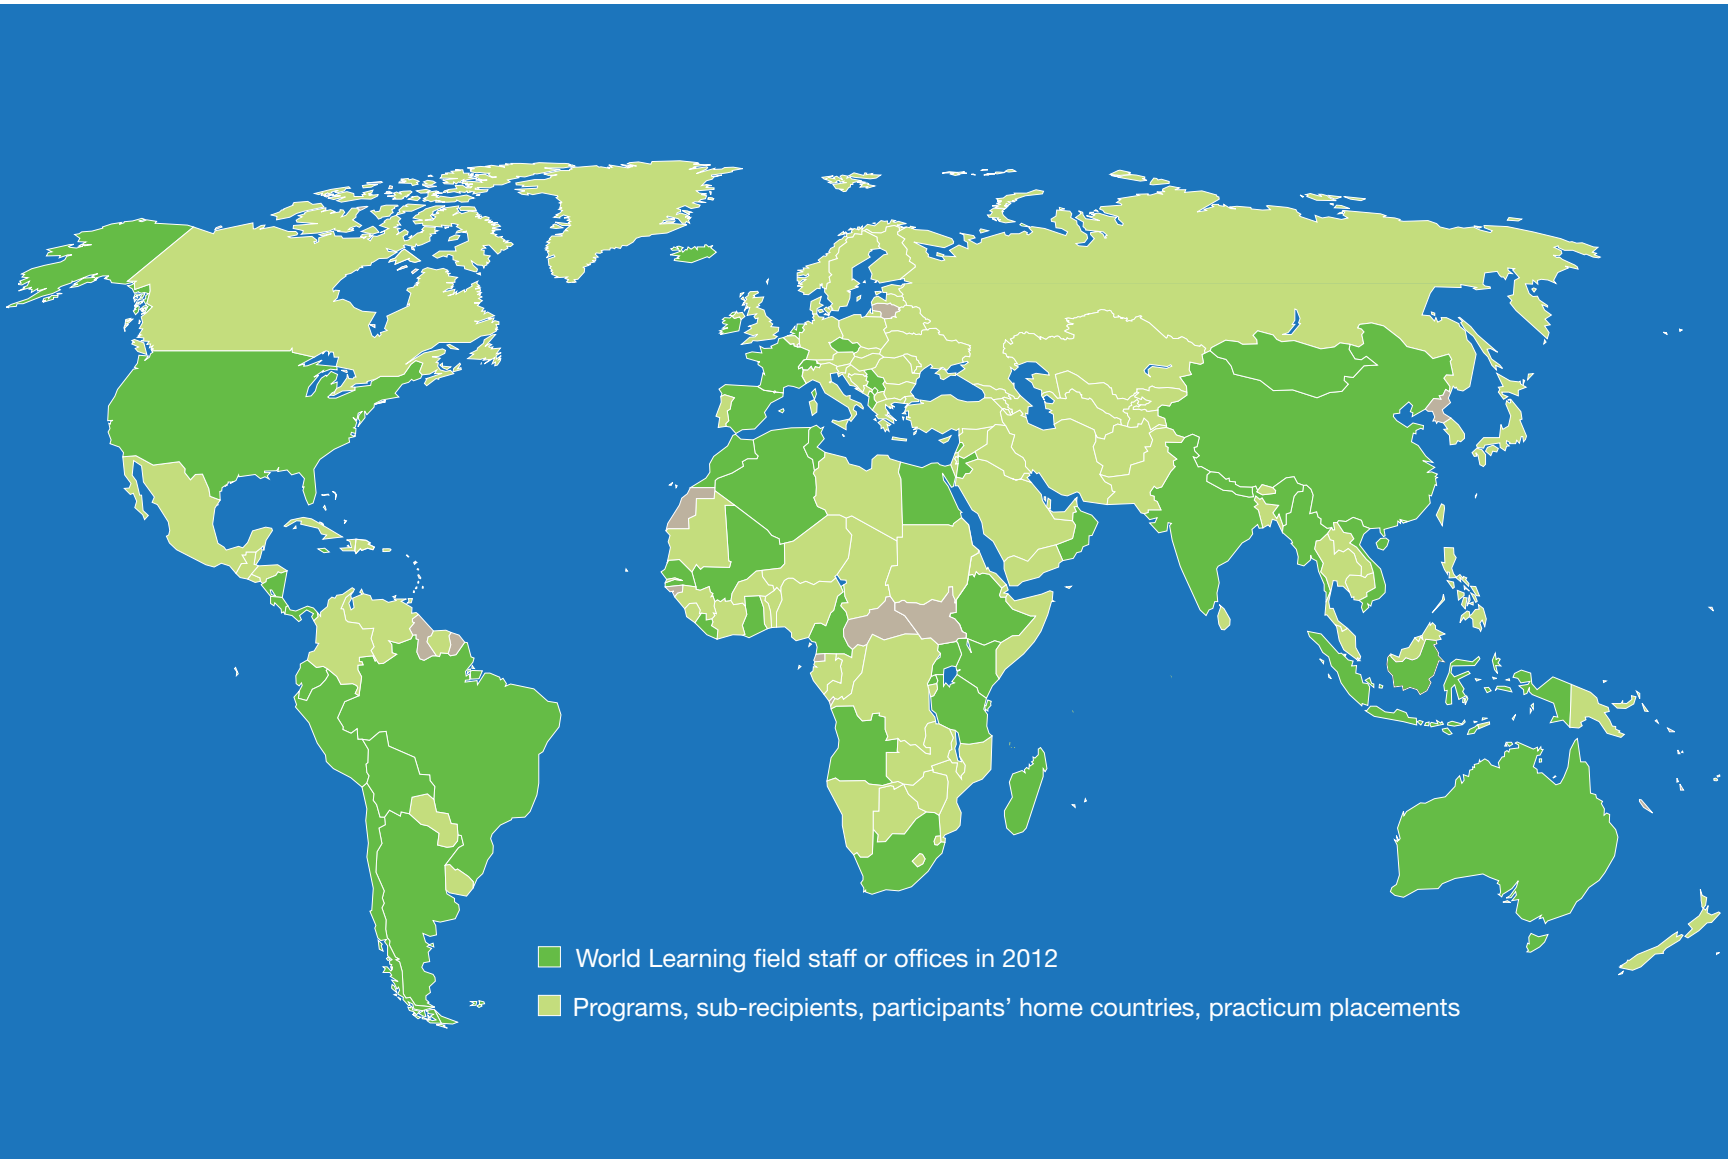 World Learning field staff or offices in 2012
Programs, sub-recipients, participants’ home countries, practicum placements